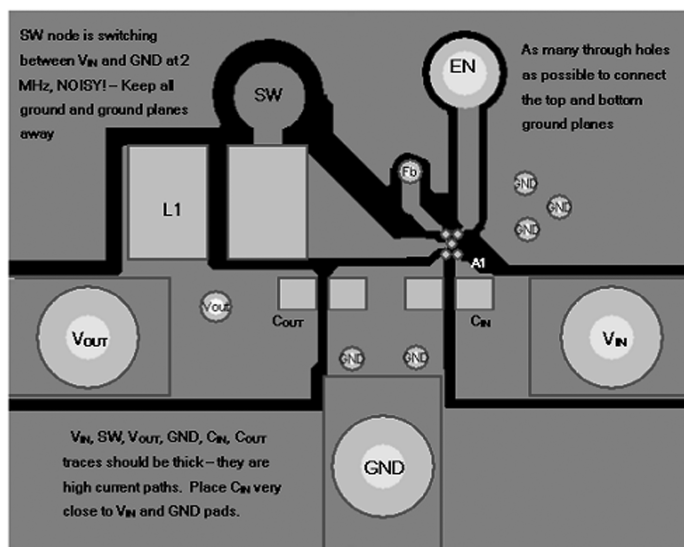 SW node is switching
between VIN and GND at 2
MHz, NOISY! – Keep all
ground and ground planes
away
SW
EN
As many through holes
as possible to connect
the top and bottom
ground planes
Fb
GND
GND
GND
L1
A1
Vout
COUT
CIN
VOUT
VIN
GND
GND
VIN, SW, VOUT, GND, CIN, COUT
traces should be thick – they are
high current paths. Place CIN very
close to VIN and GND pads.
GND